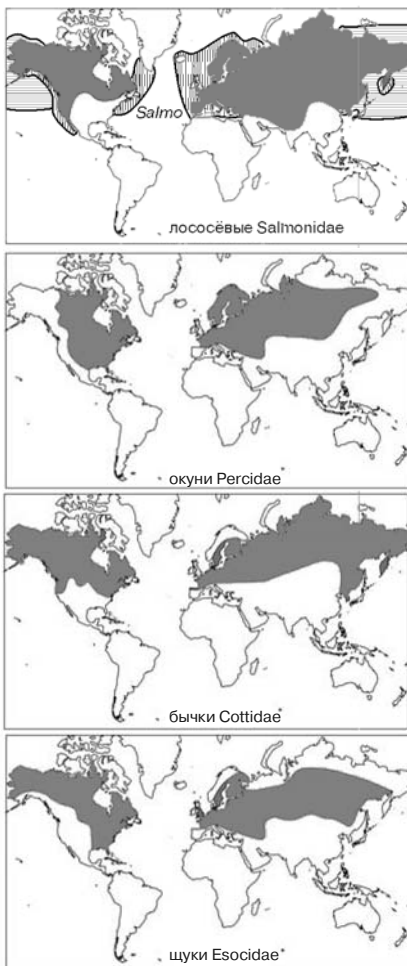 Salmo
лососёвые Salmonidae
окуни Percidae
бычки Cottidae
щуки Esocidae